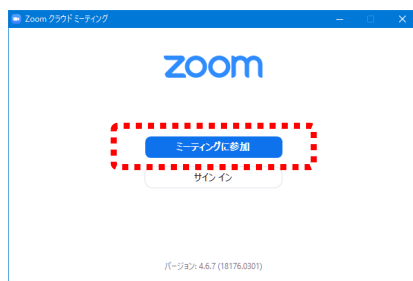 Zoom クラウド ミーティング
zoom
ミーティングに参加
サイン イン
バージョン: 4.6.7 (18176.0301)